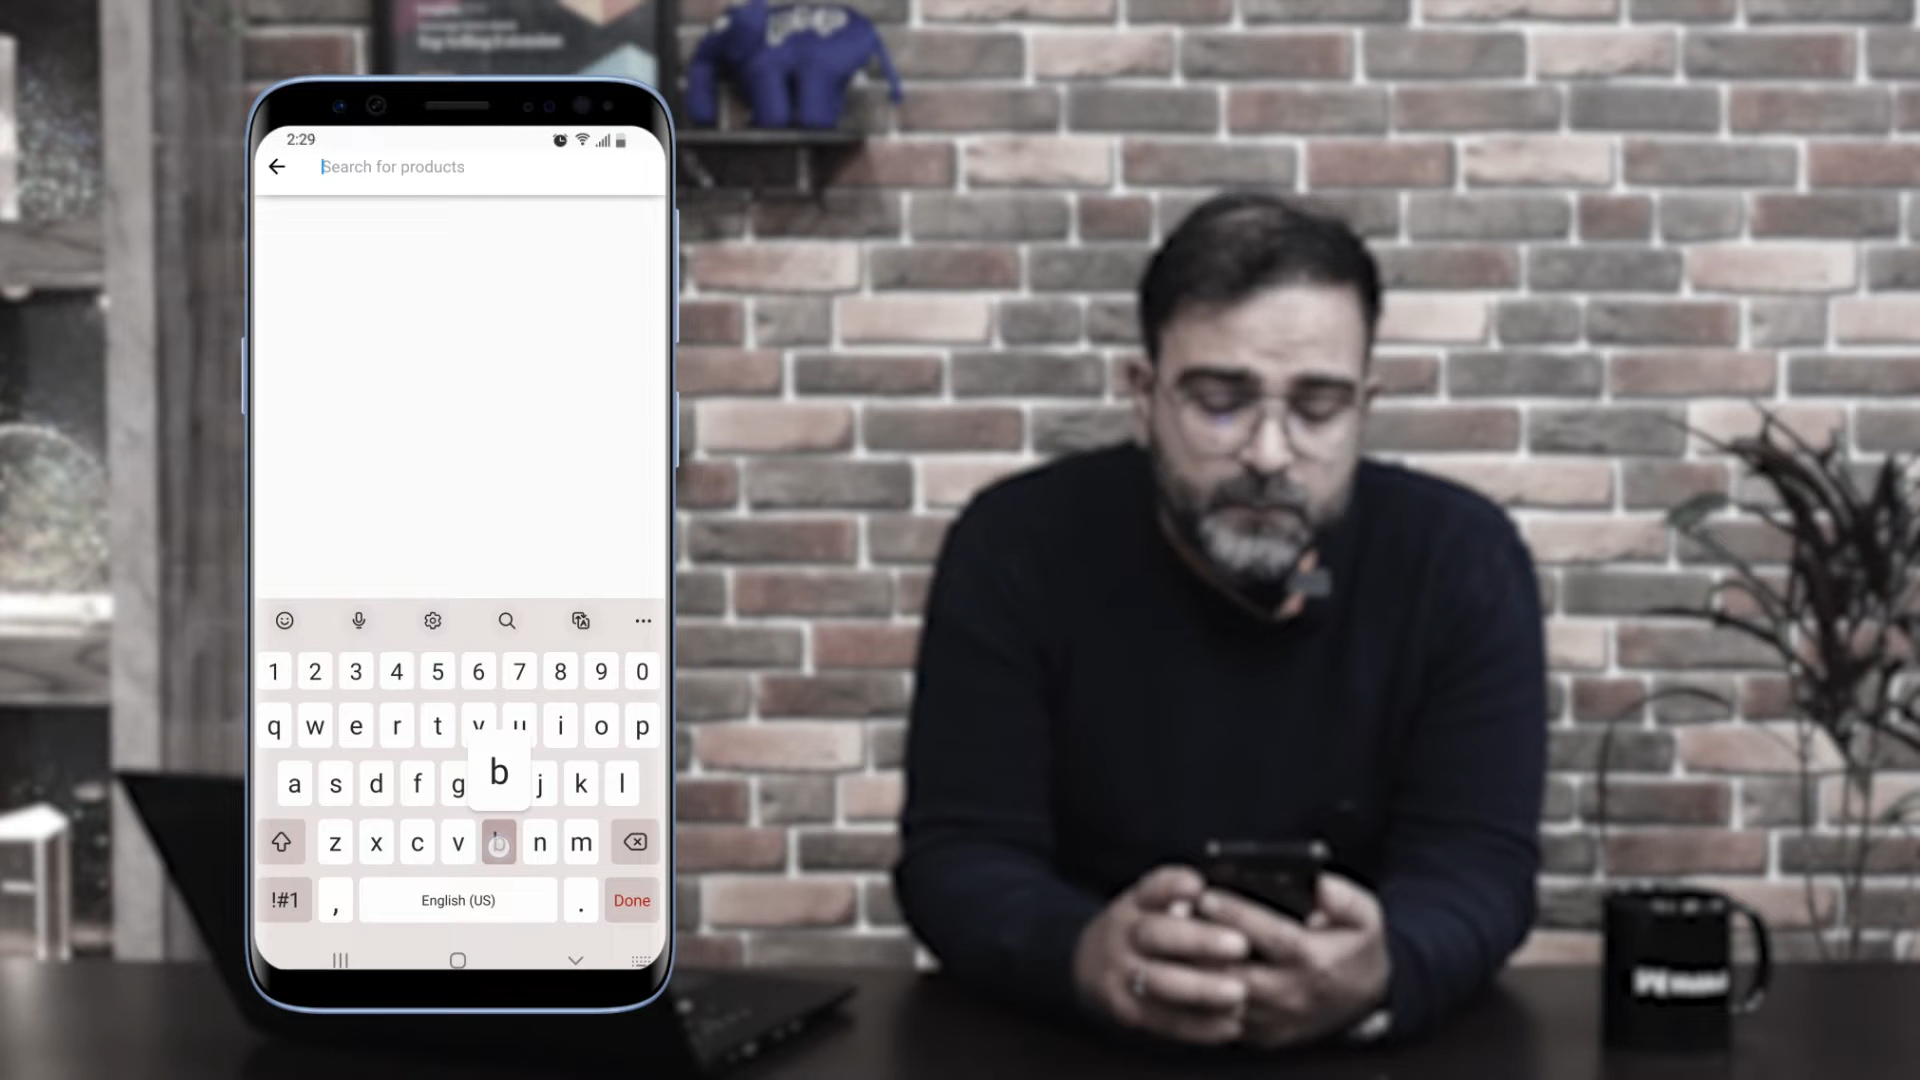 2:29
Search for products
1 2 3 4 5 6 7 8 9 0
q w e r t y u i o p
a s d f g b j k l
z x c v b n m
!#1 , English (US) . Done